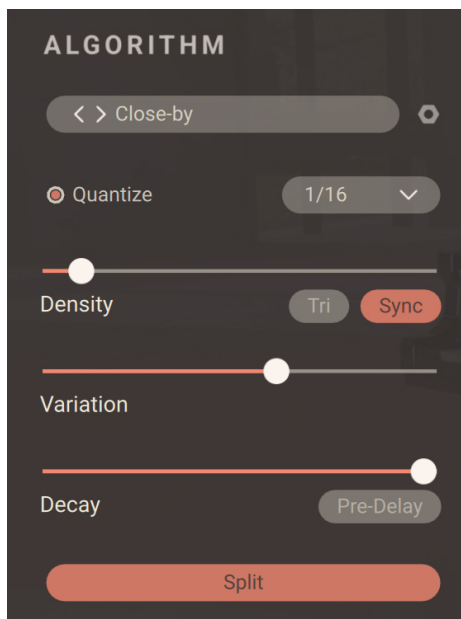 ALGORITHM
Close-by
Quantize 1/16
Density Tri Sync
Variation
Decay Pre-Delay
Split